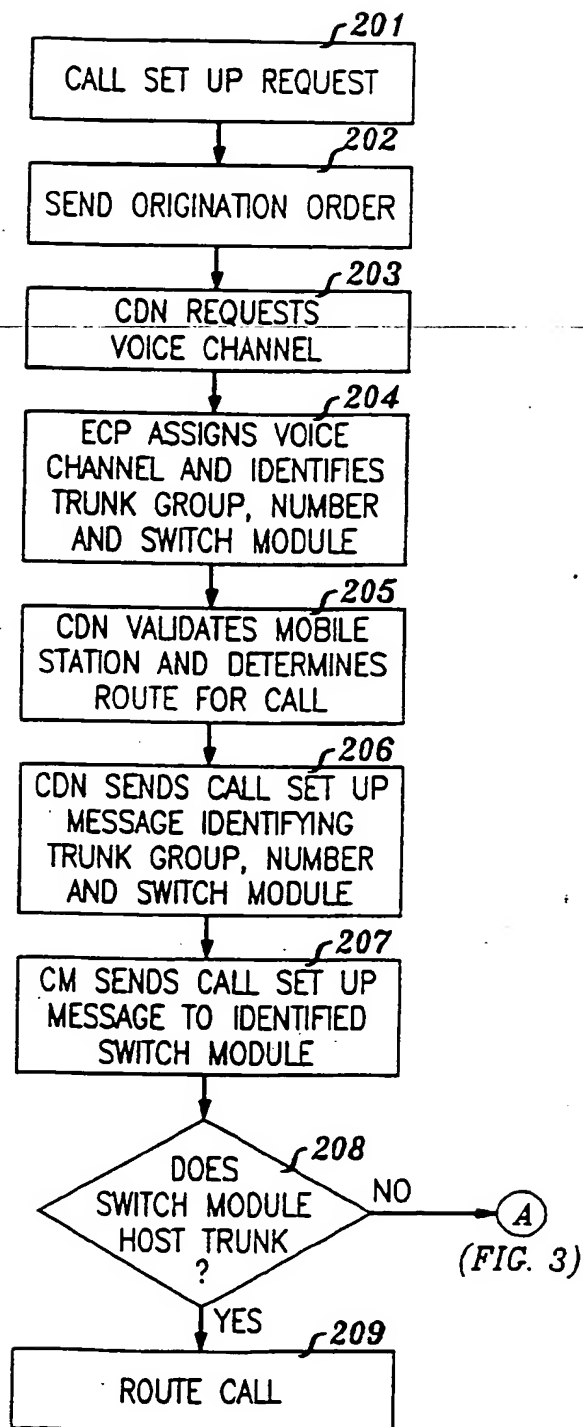 201
CALL SET UP REQUEST
202
SEND ORIGINATION ORDER
203
CDN REQUESTS
VOICE CHANNEL
204
ECP ASSIGNS VOICE
CHANNEL AND IDENTIFIES
TRUNK GROUP, NUMBER
AND SWITCH MODULE
205
CDN VALIDATES MOBILE
STATION AND DETERMINES
ROUTE FOR CALL
206
CDN SENDS CALL SET UP
MESSAGE IDENTIFYING
TRUNK GROUP, NUMBER
AND SWITCH MODULE
207
CM SENDS CALL SET UP
MESSAGE TO IDENTIFIED
SWITCH MODULE
208
DOES
SWITCH MODULE
HOST TRUNK
?
NO
A
(FIG. 3)
YES
209
ROUTE CALL